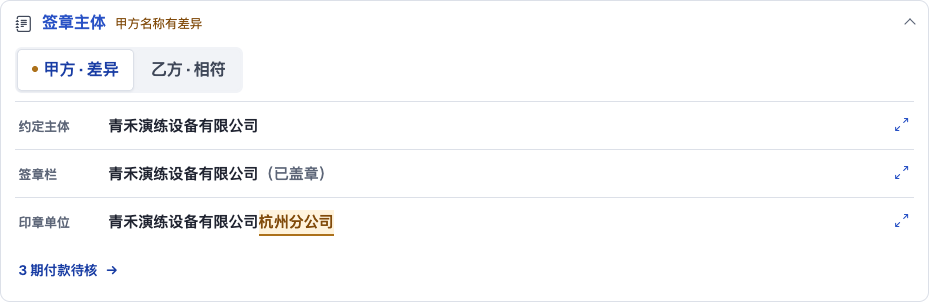 签章主体 甲方名称有差异
甲方 · 差异 乙方 · 相符
约定主体 青禾演练设备有限公司
签章栏 青禾演练设备有限公司（已盖章）
印章单位 青禾演练设备有限公司杭州分公司
3 期付款待核 →